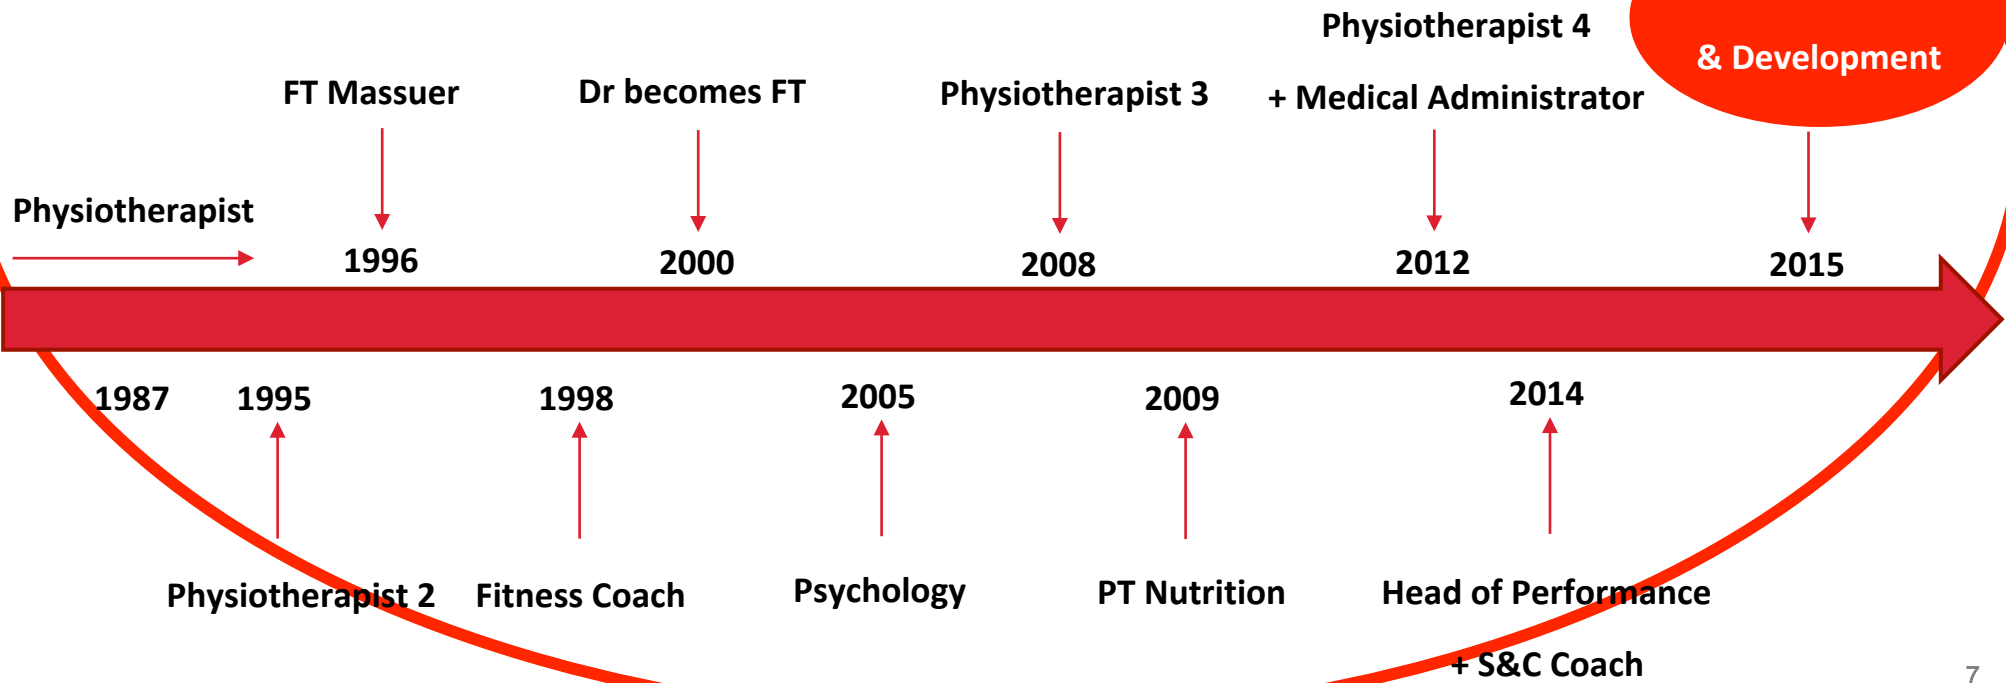 Physiotherapist 4
& Development
FT Massuer
Dr becomes FT
Physiotherapist 3
+ Medical Administrator
Physiotherapist
1996
2000
2008
2012
2015
1987
1995
1998
2005
2009
2014
Physiotherapist 2
Fitness Coach
Psychology
PT Nutrition
Head of Performance
+ S&C Coach
7